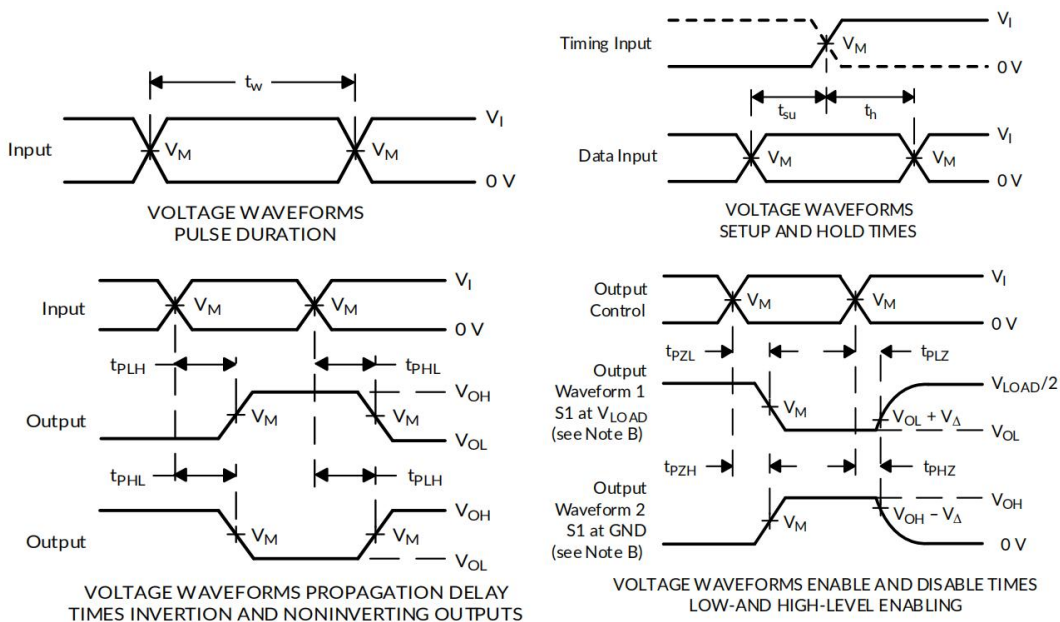 t_w
V_I
Input
V_M
V_M
0 V
VOLTAGE WAVEFORMS
PULSE DURATION
V_I
Timing Input
V_M
0 V
t_su
t_h
V_I
Data Input
V_M
V_M
0 V
VOLTAGE WAVEFORMS
SETUP AND HOLD TIMES
V_I
Input
V_M
V_M
0 V
t_PLH
t_PHL
V_OH
Output
V_M
V_M
V_OL
t_PHL
t_PLH
V_OH
Output
V_M
V_M
V_OL
VOLTAGE WAVEFORMS PROPAGATION DELAY
TIMES INVERTION AND NONINVERTING OUTPUTS
V_I
Output
Control
V_M
V_M
0 V
t_PZL
t_PLZ
Output
Waveform 1
S1 at V_LOAD
(see Note B)
V_LOAD/2
V_M
V_OL + V_Δ
V_OL
t_PZH
t_PHZ
Output
Waveform 2
S1 at GND
(see Note B)
V_OH
V_M
V_OH – V_Δ
0 V
VOLTAGE WAVEFORMS ENABLE AND DISABLE TIMES
LOW-AND HIGH-LEVEL ENABLING